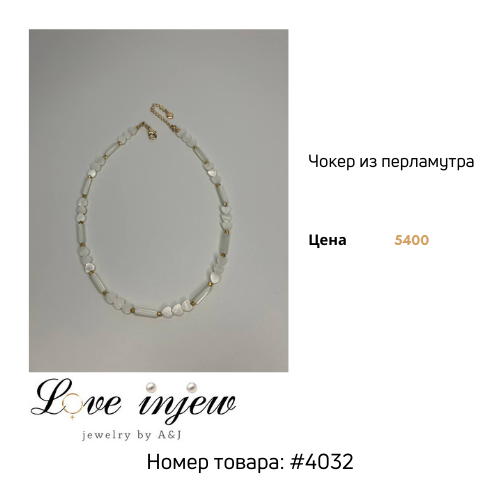 Чокер из перламутра
Цена 5400
Love injew
jewelry by A&J
Номер товара: #4032